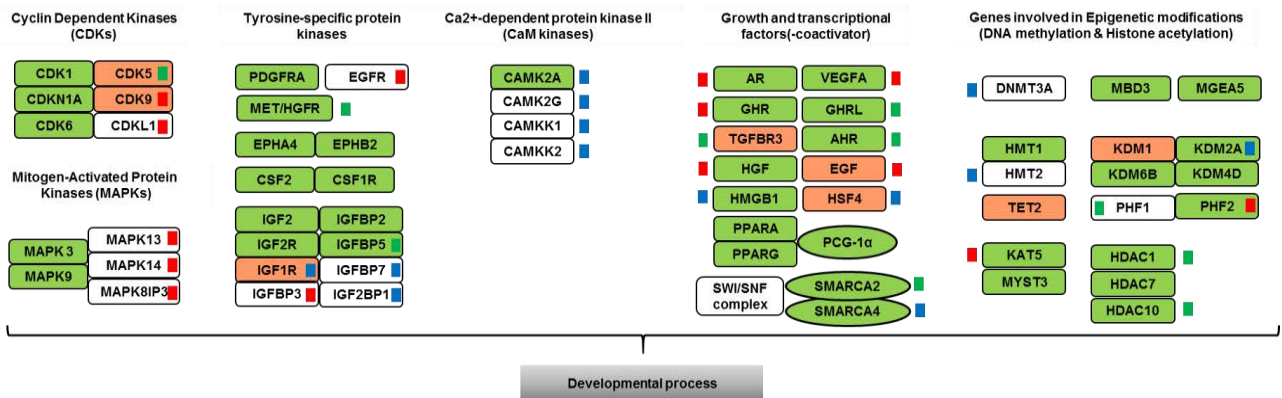 Cyclin Dependent Kinases
(CDKs)
CDK1
CDK5
CDKN1A
CDK9
CDK6
CDKL1
Mitogen-Activated Protein
Kinases (MAPKs)
MAPK 3
MAPK9
MAPK13
MAPK14
MAPK8IP3
Tyrosine-specific protein
kinases
PDGFRA
EGFR
MET/HGFR
EPHA4
EPHB2
CSF2
CSF1R
IGF2
IGFBP2
IGF2R
IGFBP5
IGF1R
IGFBP7
IGFBP3
IGF2BP1
Ca2+-dependent protein kinase II
(CaM kinases)
CAMK2A
CAMK2G
CAMKK1
CAMKK2
Growth and transcriptional
factors(-coactivator)
AR
VEGFA
GHR
GHRL
TGFBR3
AHR
HGF
EGF
HMGB1
HSF4
PPARA
PPARG
PCG-1α
SWI/SNF
complex
SMARCA2
SMARCA4
Genes involved in Epigenetic modifications
(DNA methylation & Histone acetylation)
DNMT3A
MBD3
MGEA5
HMT1
KDM1
KDM2A
HMT2
KDM6B
KDM4D
TET2
PHF1
PHF2
KAT5
MYST3
HDAC1
HDAC7
HDAC10
Developmental process